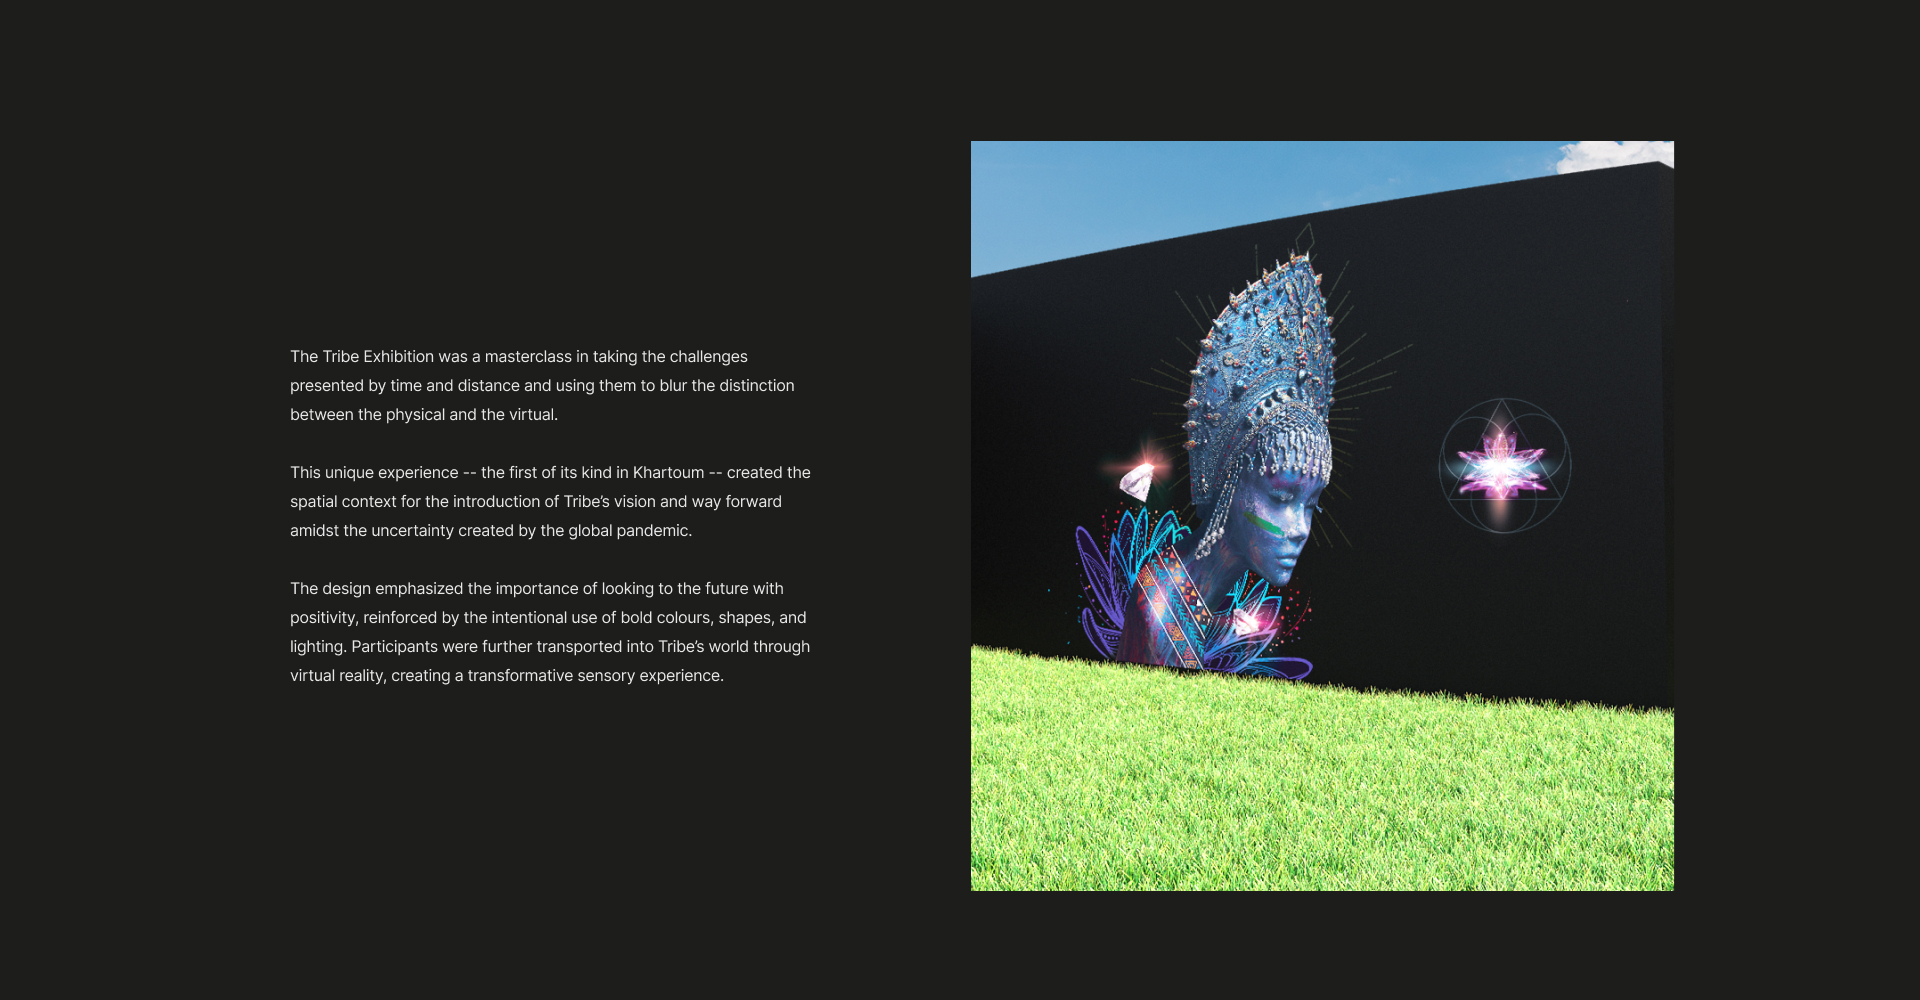 The Tribe Exhibition was a masterclass in taking the challenges
presented by time and distance and using them to blur the distinction
between the physical and the virtual.
This unique experience -- the first of its kind in Khartoum -- created the
spatial context for the introduction of Tribe’s vision and way forward
amidst the uncertainty created by the global pandemic.
The design emphasized the importance of looking to the future with
positivity, reinforced by the intentional use of bold colours, shapes, and
lighting. Participants were further transported into Tribe’s world through
virtual reality, creating a transformative sensory experience.